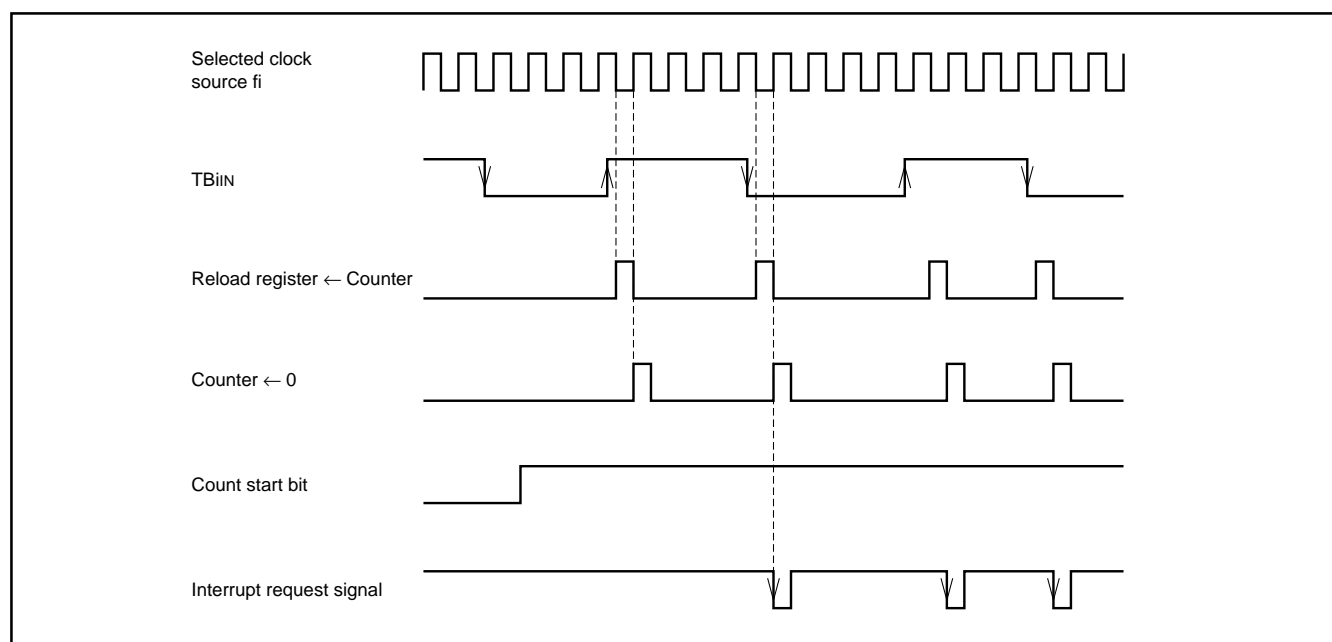 Selected clock
source fi
TBiIN
Reload register ← Counter
Counter ← 0
Count start bit
Interrupt request signal